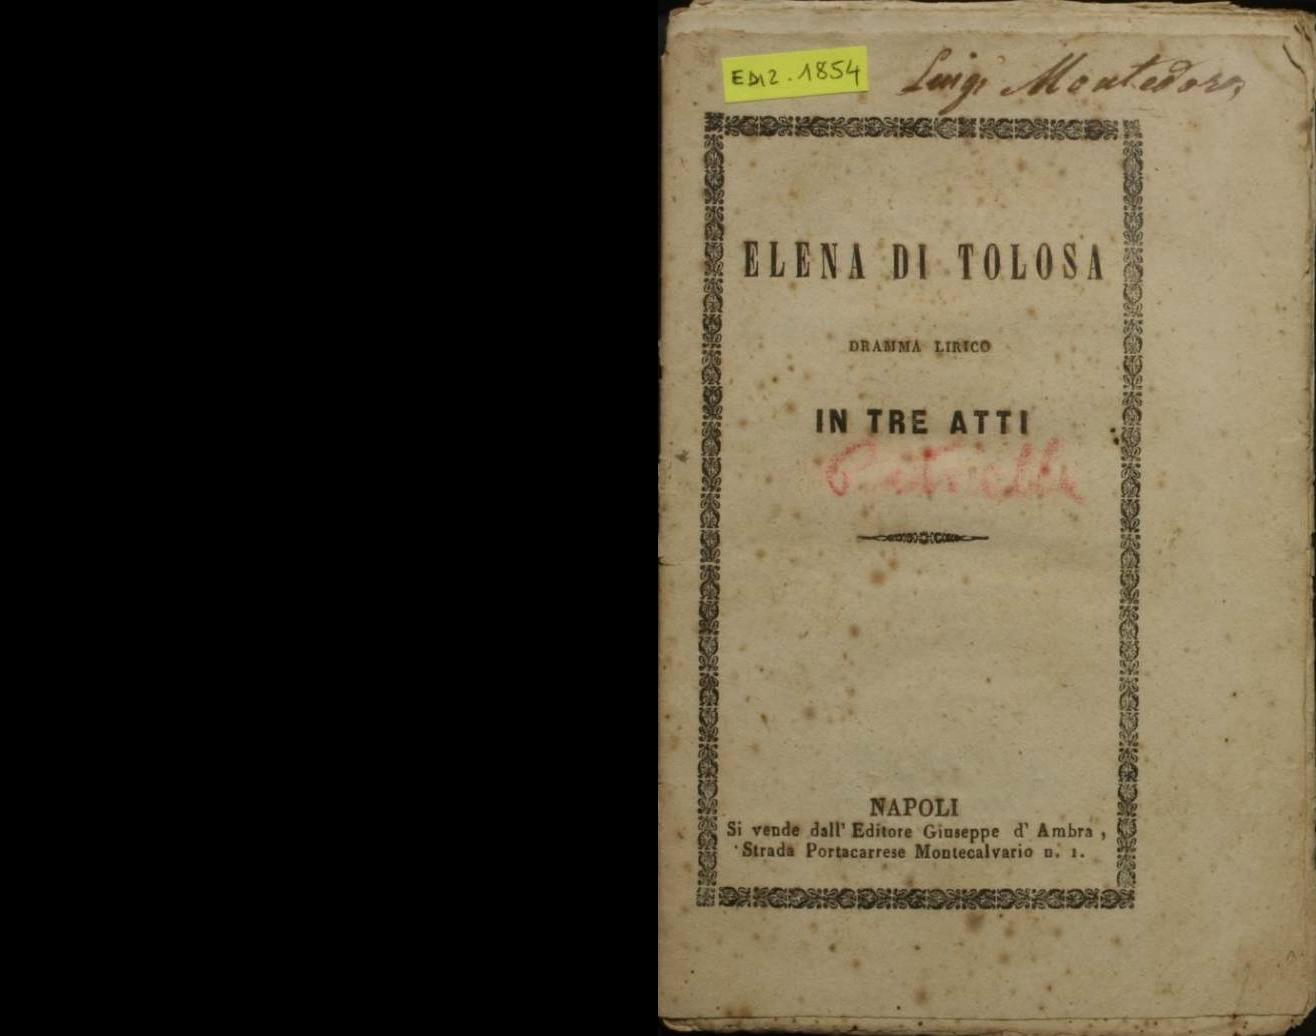 EDIZ. 1854
Luigi Montedoro
ELENA DI TOLOSA
DRAMMA LIRICO
IN TRE ATTI
Petrella
NAPOLI
Si vende dall' Editore Giuseppe d' Ambra ,
Strada Portacarrese Montecalvario n. 1.